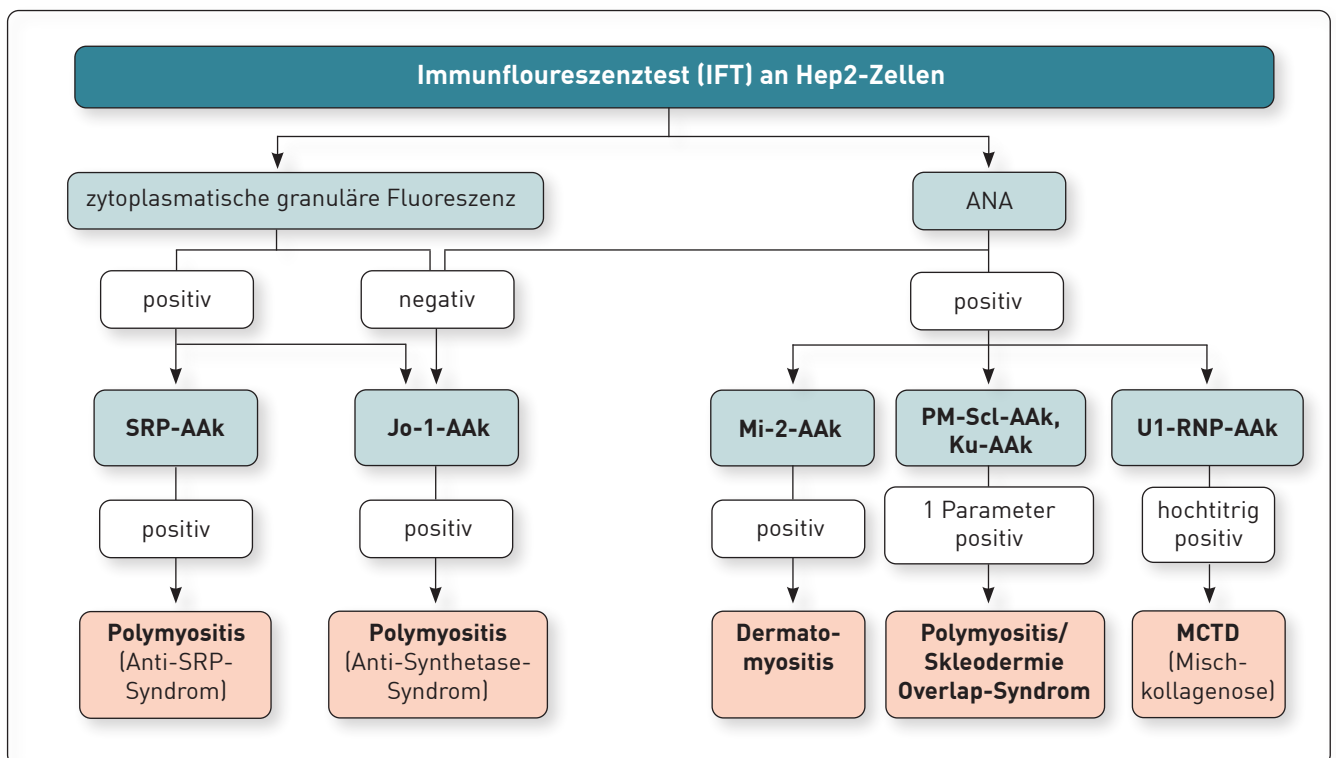 Immunfloureszenztest (IFT) an Hep2-Zellen
zytoplasmatische granuläre Fluoreszenz
ANA
positiv
negativ
positiv
SRP-AAk
Jo-1-AAk
Mi-2-AAk
PM-Scl-AAk,
Ku-AAk
U1-RNP-AAk
positiv
positiv
positiv
1 Parameter
positiv
hochtitrig
positiv
Polymyositis
(Anti-SRP-
Syndrom)
Polymyositis
(Anti-Synthetase-
Syndrom)
Dermato-
myositis
Polymyositis/
Skleodermie
Overlap-Syndrom
MCTD
(Misch-
kollagenose)